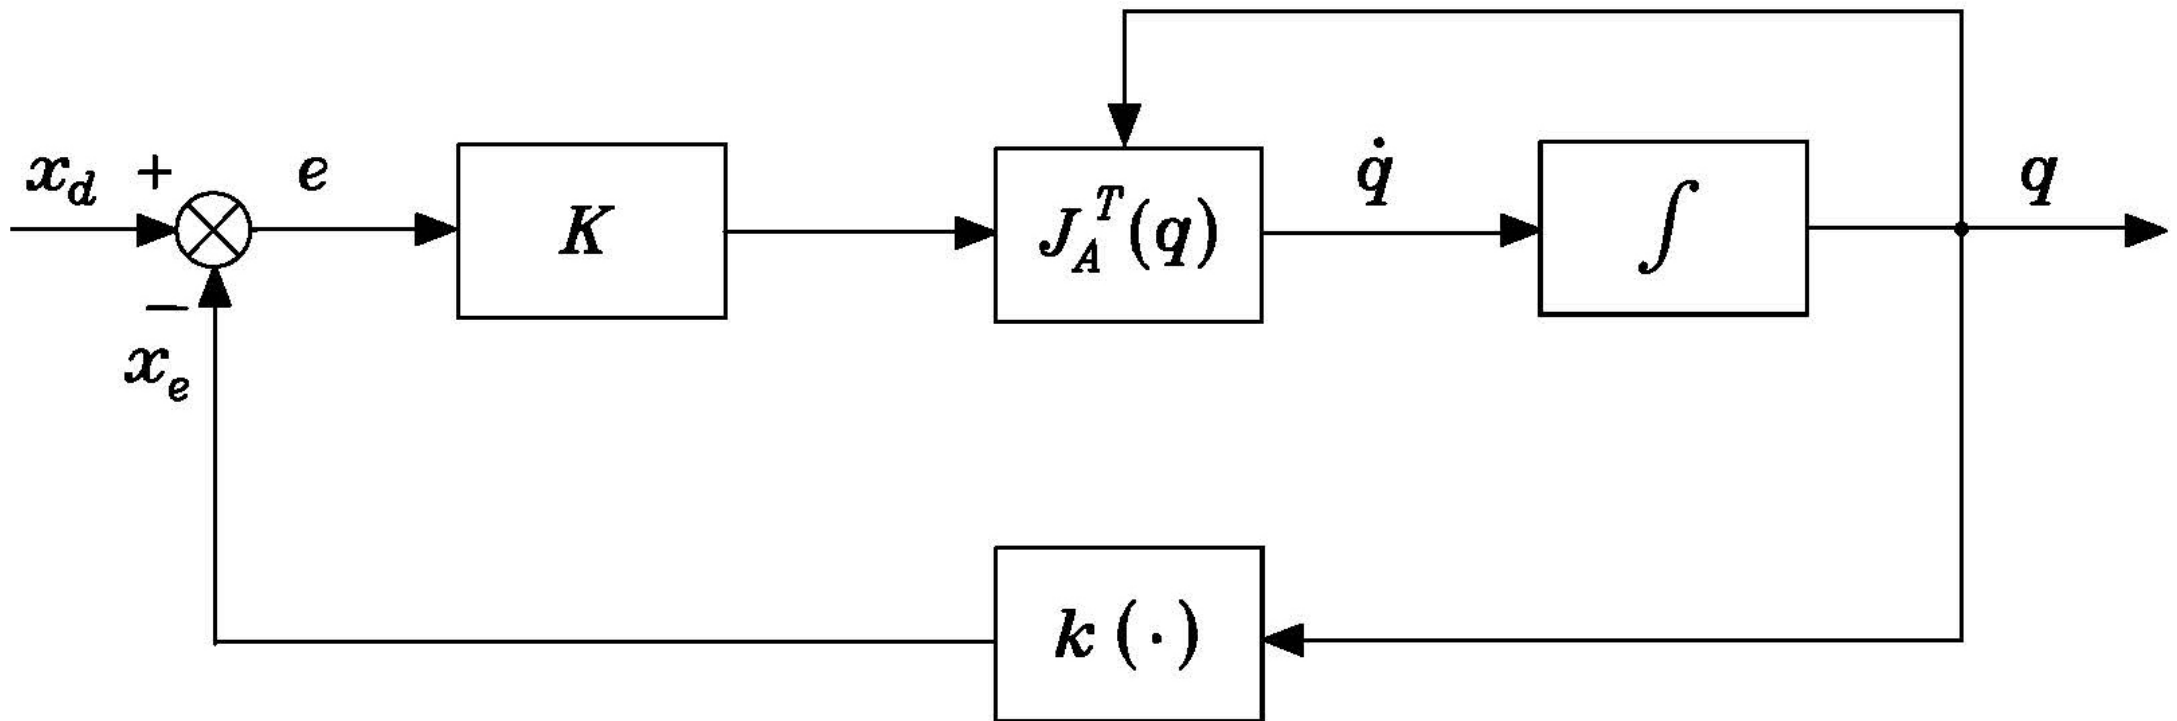 x_d + e K J_A^T(q) q̇ ∫ q
−
x_e
k (·)